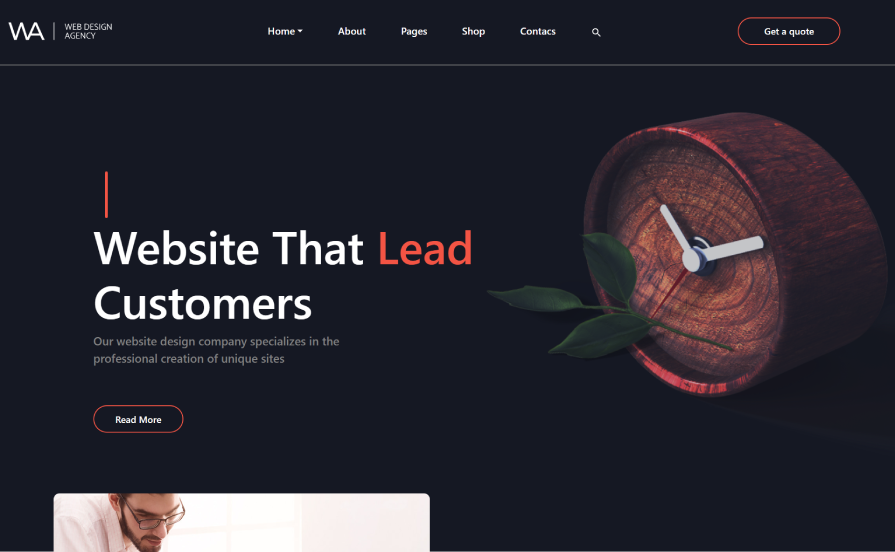 WA
WEB DESIGN
AGENCY
Home
About
Pages
Shop
Contacs
Get a quote
Website That Lead
Customers
Our website design company specializes in the
professional creation of unique sites
Read More